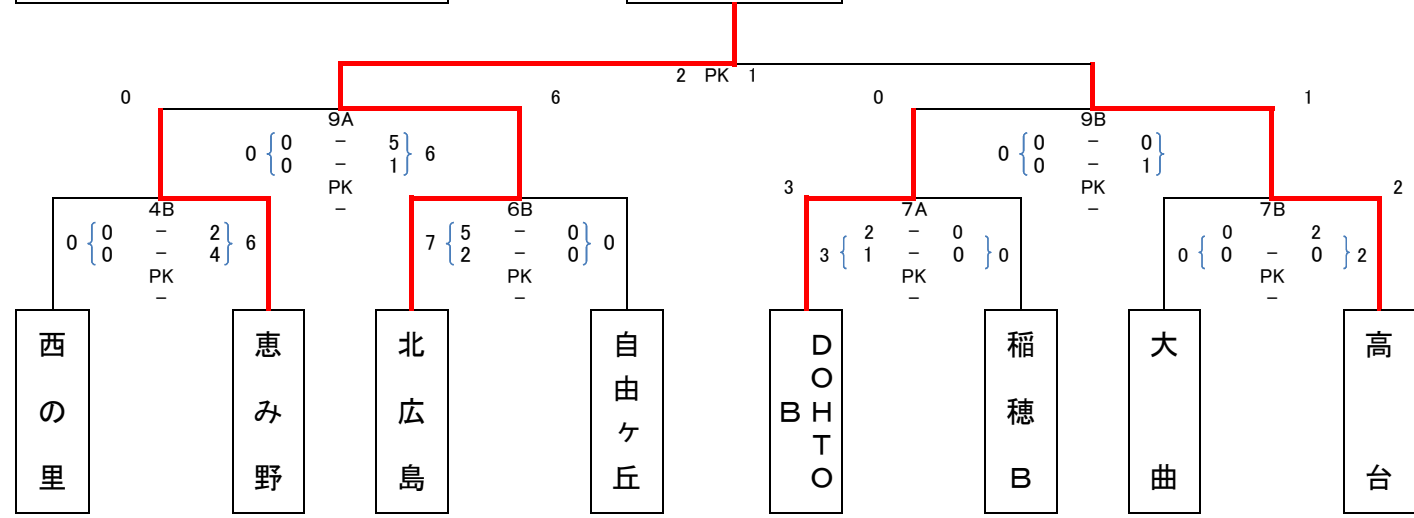 2 PK 1
0 6 0 1
9A 9B
0 { 0 - 5 } 6 0 { 0 - 0 }
0 - 1 0 - 1
PK PK
- -
3 2
4B 6B 7A 7B
0 { 0 - 2 } 6 7 { 5 - 0 } 0 3 { 2 - 0 } 0 0 { 0 2 } 2
0 - 4 2 - 0 1 - 0 0 - 0
PK PK PK PK
- - - -
西の里
恵み野
北広島
自由ヶ丘
DOHTO
B
稲穂B
大曲
高台